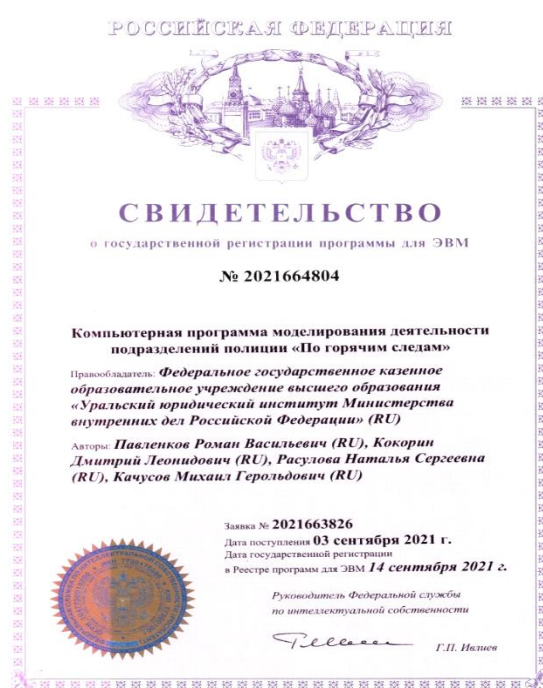 РОССИЙСКАЯ ФЕДЕРАЦИЯ
СВИДЕТЕЛЬСТВО
о государственной регистрации программы для ЭВМ
№ 2021664804
Компьютерная программа моделирования деятельности
подразделений полиции «По горячим следам»
Правообладатель: Федеральное государственное казенное
образовательное учреждение высшего образования
«Уральский юридический институт Министерства
внутренних дел Российской Федерации» (RU)
Авторы: Павленков Роман Васильевич (RU), Кокорин
Дмитрий Леонидович (RU), Расулова Наталья Сергеевна
(RU), Качусов Михаил Герольдович (RU)
Заявка № 2021663826
Дата поступления 03 сентября 2021 г.
Дата государственной регистрации
в Реестре программ для ЭВМ 14 сентября 2021 г.
Руководитель Федеральной службы
по интеллектуальной собственности
Г.П. Ивлиев